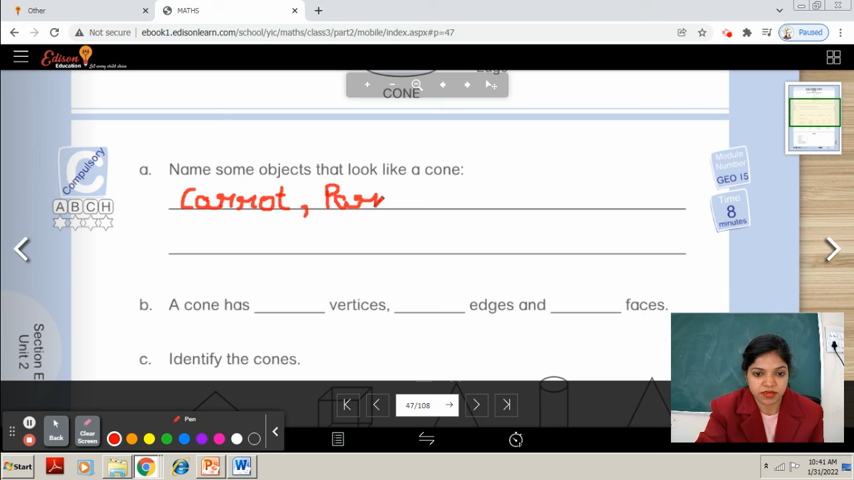 Other
MATHS
Not secure | ebook1.edisonlearn.com/school/yic/maths/class3/part2/mobile/index.aspx#p=47
Paused
Edison
Education
CONE
Compulsory
C
A B C H
a. Name some objects that look like a cone:
Carrot, Par
Module
Number
GEO 15
Time
8
minutes
b. A cone has ________ vertices, ________ edges and ________ faces.
c. Identify the cones.
Section E
Unit 2
47/108
Pen
Back
Clear
Screen
Start
10:41 AM
1/31/2022